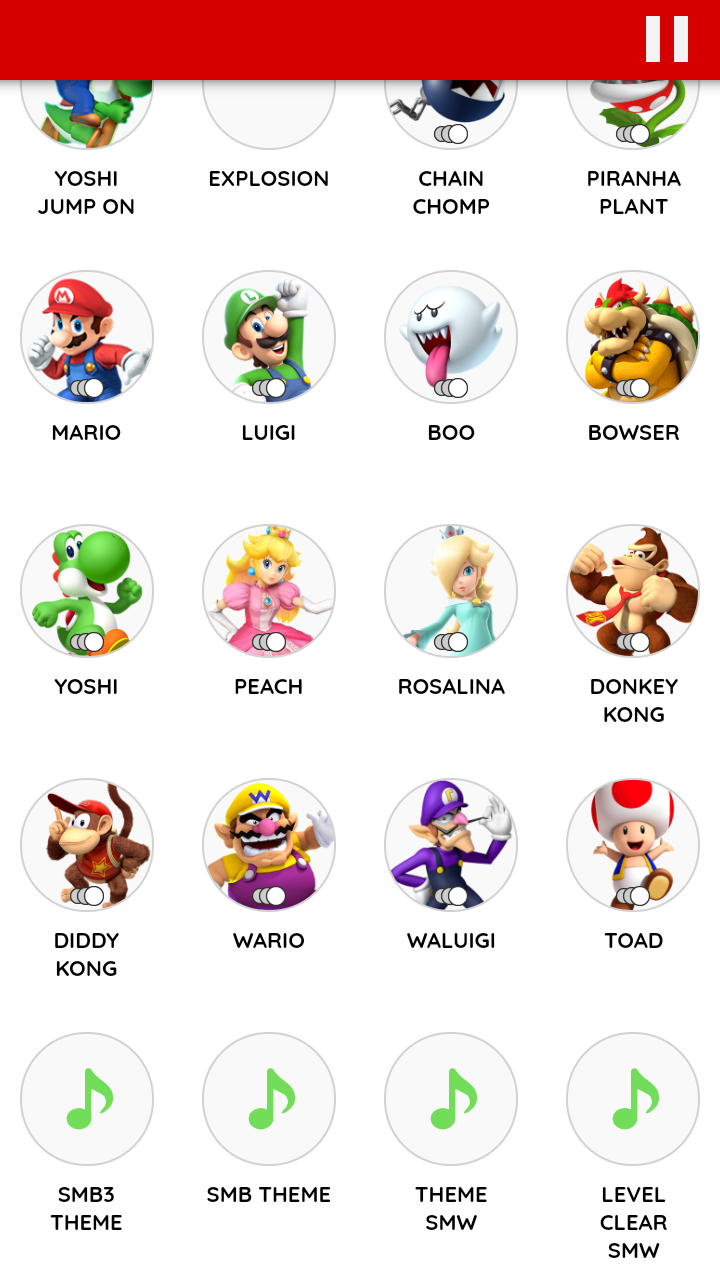 YOSHI
JUMP ON
EXPLOSION
CHAIN
CHOMP
PIRANHA
PLANT
MARIO
LUIGI
BOO
BOWSER
YOSHI
PEACH
ROSALINA
DONKEY
KONG
DIDDY
KONG
WARIO
WALUIGI
TOAD
SMB3
THEME
SMB THEME
THEME
SMW
LEVEL
CLEAR
SMW